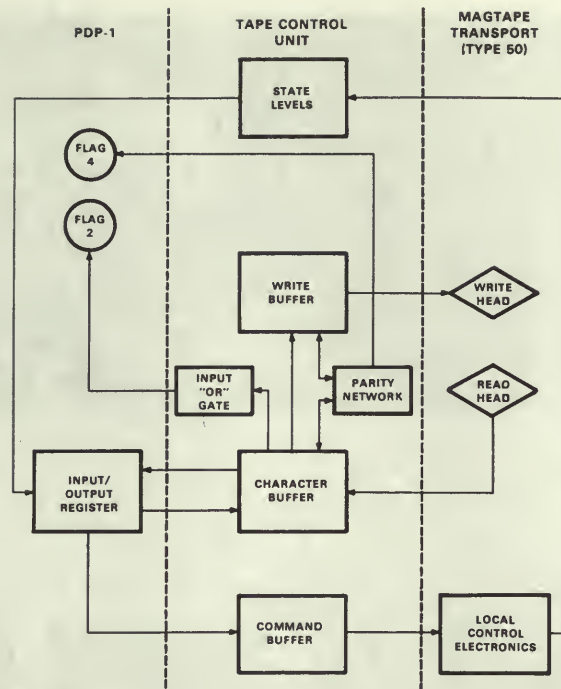 PDP-1
TAPE CONTROL
UNIT
MAGTAPE
TRANSPORT
(TYPE 50)
STATE
LEVELS
FLAG
4
FLAG
2
WRITE
BUFFER
WRITE
HEAD
INPUT
"OR"
GATE
PARITY
NETWORK
READ
HEAD
INPUT/
OUTPUT
REGISTER
CHARACTER
BUFFER
COMMAND
BUFFER
LOCAL
CONTROL
ELECTRONICS